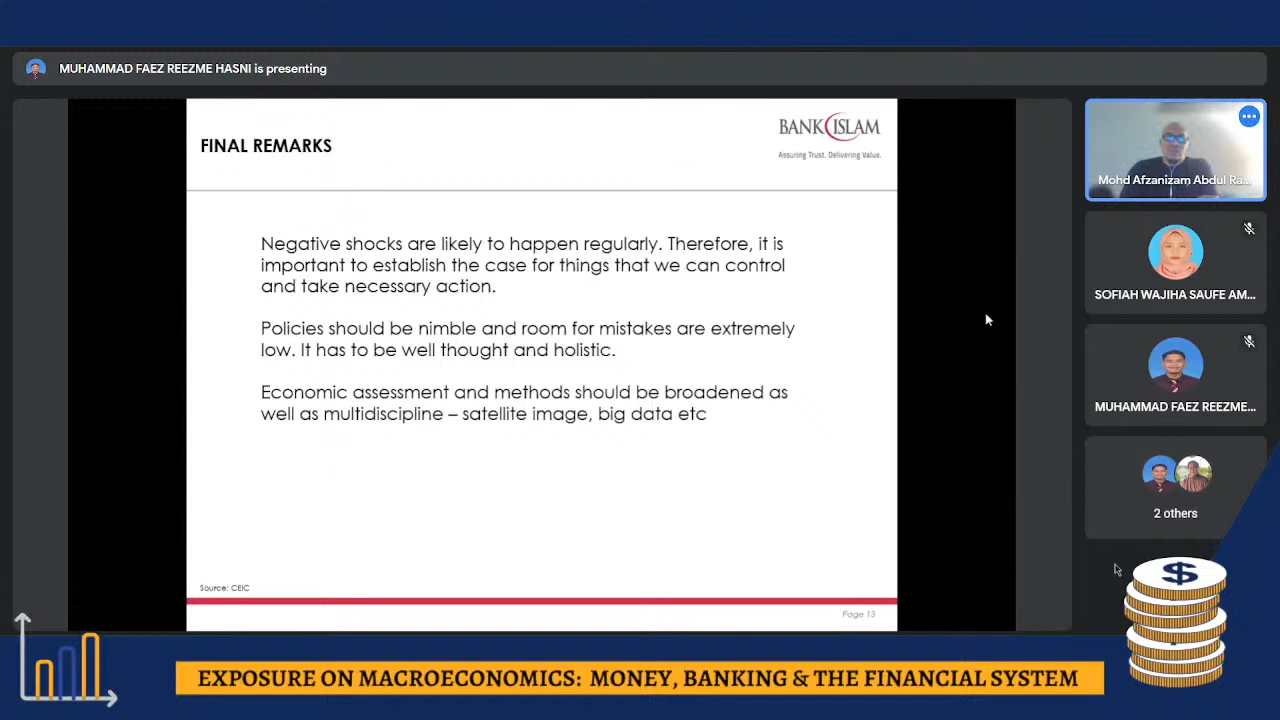 MUHAMMAD FAEZ REEZME HASNI is presenting
FINAL REMARKS
BANK ISLAM
Assuring Trust. Delivering Value.
Negative shocks are likely to happen regularly. Therefore, it is
important to establish the case for things that we can control
and take necessary action.
Policies should be nimble and room for mistakes are extremely
low. It has to be well thought and holistic.
Economic assessment and methods should be broadened as
well as multidiscipline – satellite image, big data etc
Source: CEIC
Page 13
Mohd Afzanizam Abdul Ra...
SOFIAH WAJIHA SAUFE AM...
MUHAMMAD FAEZ REEZME...
2 others
$
EXPOSURE ON MACROECONOMICS: MONEY, BANKING & THE FINANCIAL SYSTEM